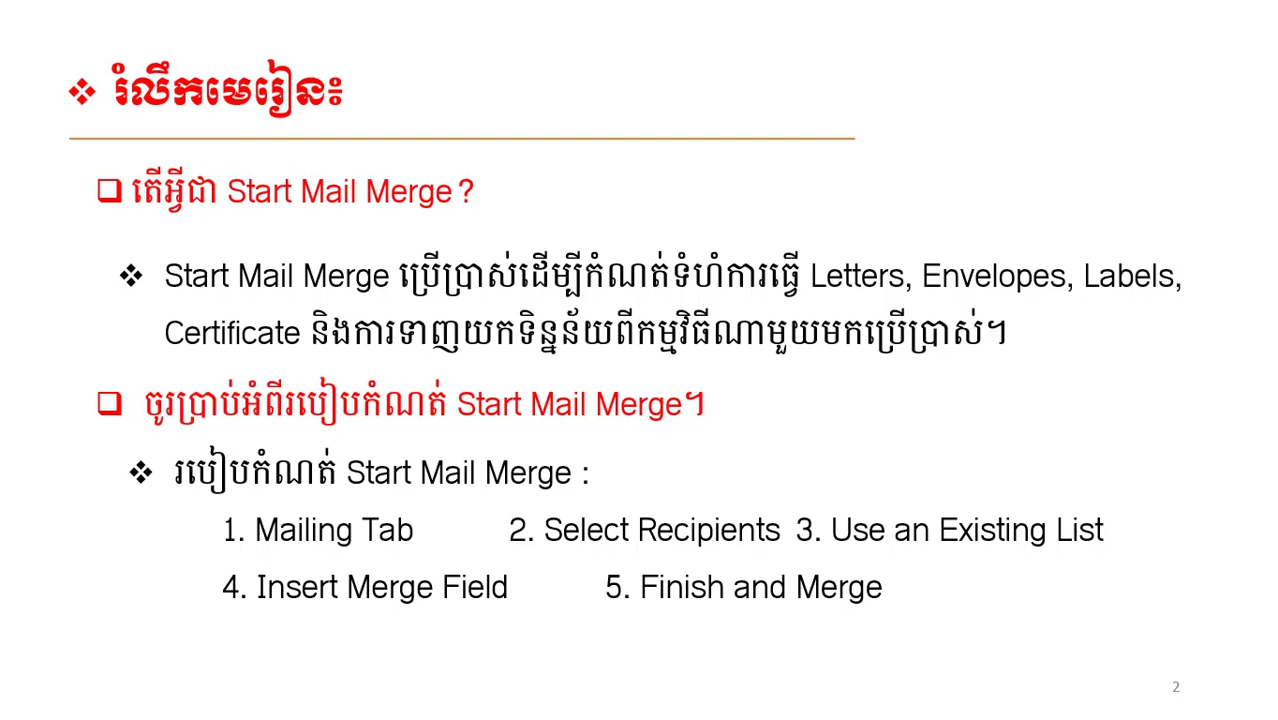 ❖ រំលឹកមេរៀន៖
❑ តើអ្វីជា Start Mail Merge ?
❖ Start Mail Merge ប្រើប្រាស់ដើម្បីកំណត់ទំហំការធ្វើ Letters, Envelopes, Labels,
Certificate និងការទាញយកទិន្នន័យពីកម្មវិធីណាមួយមកប្រើប្រាស់។
❑ ចូរប្រាប់អំពីរបៀបកំណត់ Start Mail Merge។
❖ របៀបកំណត់ Start Mail Merge :
1. Mailing Tab 2. Select Recipients 3. Use an Existing List
4. Insert Merge Field 5. Finish and Merge
2